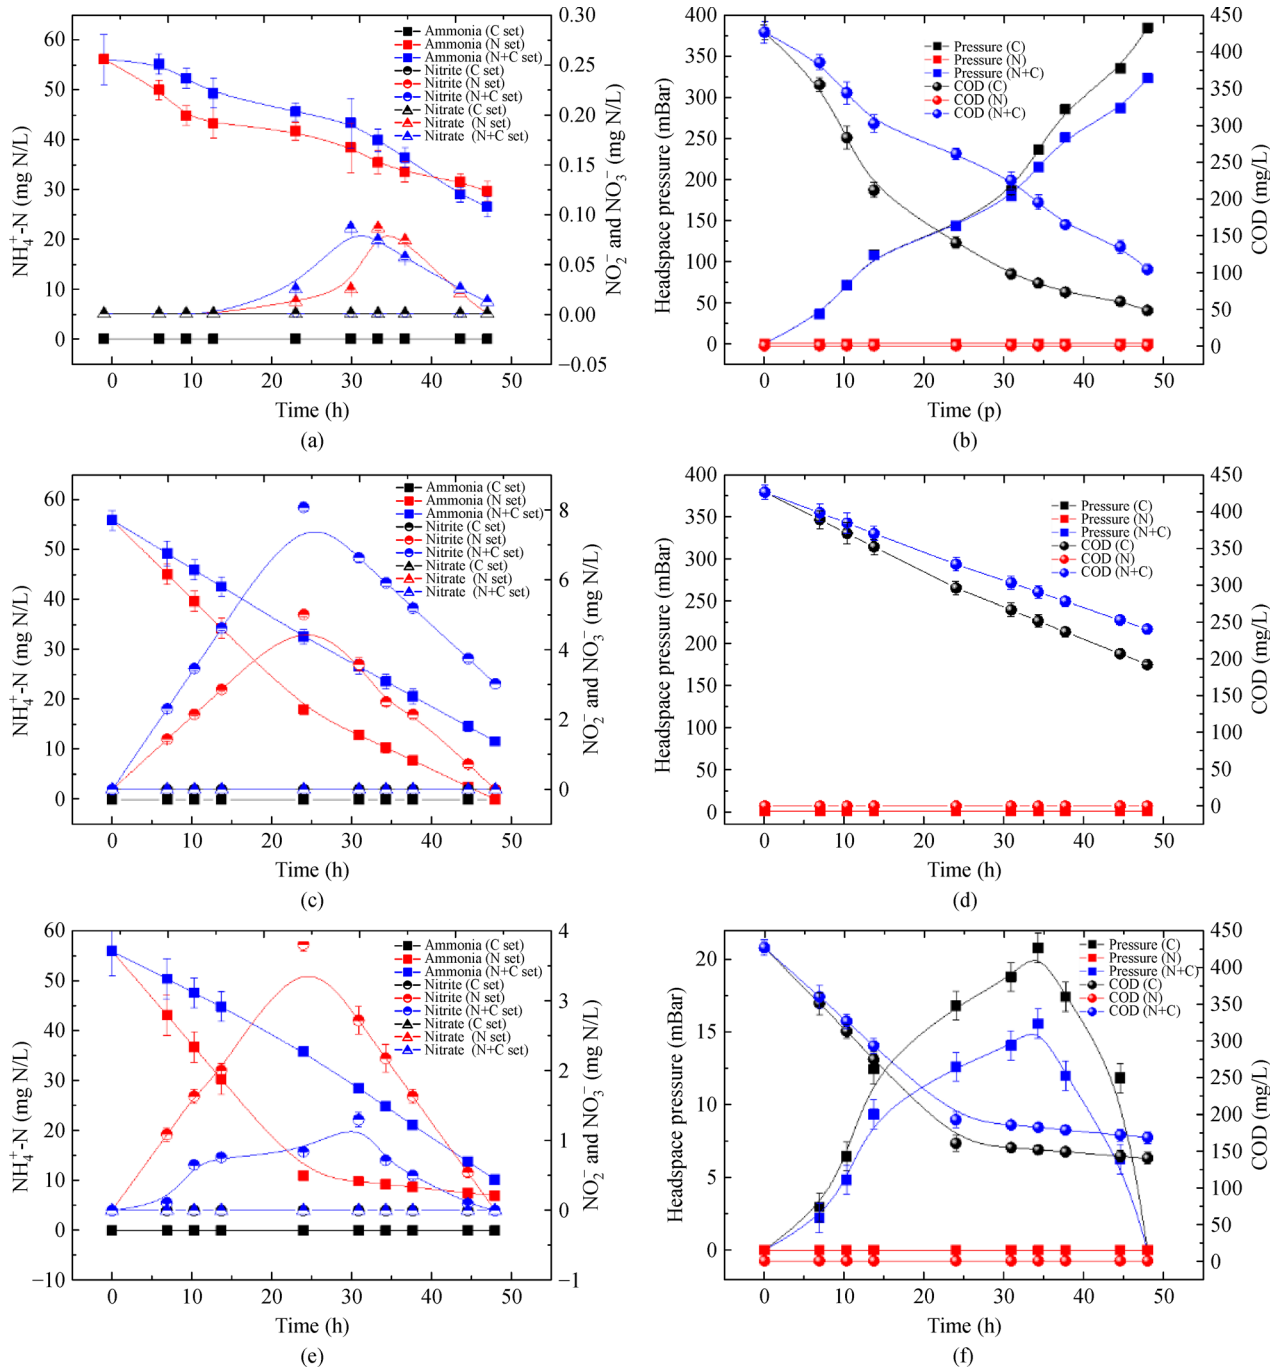 60
50
40
30
20
10
0
NH₄⁺-N (mg N/L)
0.30
0.25
0.20
0.15
0.10
0.05
0.00
−0.05
NO₂⁻ and NO₃⁻ (mg N/L)
Ammonia (C set)
Ammonia (N set)
Ammonia (N+C set)
Nitrite (C set)
Nitrite (N set)
Nitrite (N+C set)
Nitrate (C set)
Nitrate (N set)
Nitrate (N+C set)
0 10 20 30 40 50
Time (h)
(a)
400
350
300
250
200
150
100
50
0
Headspace pressure (mBar)
450
400
350
300
250
200
150
100
50
0
COD (mg/L)
Pressure (C)
Pressure (N)
Pressure (N+C)
COD (C)
COD (N)
COD (N+C)
0 10 20 30 40 50
Time (p)
(b)
60
50
40
30
20
10
0
NH₄⁺-N (mg N/L)
8
6
4
2
0
NO₂⁻ and NO₃⁻ (mg N/L)
Ammonia (C set)
Ammonia (N set)
Ammonia (N+C set)
Nitrite (C set)
Nitrite (N set)
Nitrite (N+C set)
Nitrate (C set)
Nitrate (N set)
Nitrate (N+C set)
0 10 20 30 40 50
Time (h)
(c)
400
350
300
250
200
150
100
50
0
Headspace pressure (mBar)
450
400
350
300
250
200
150
100
50
0
COD (mg/L)
Pressure (C)
Pressure (N)
Pressure (N+C)
COD (C)
COD (N)
COD (N+C)
0 10 20 30 40 50
Time (h)
(d)
60
50
40
30
20
10
0
−10
NH₄⁺-N (mg N/L)
4
3
2
1
0
−1
NO₂⁻ and NO₃⁻ (mg N/L)
Ammonia (C set)
Ammonia (N set)
Ammonia (N+C set)
Nitrite (C set)
Nitrite (N set)
Nitrite (N+C set)
Nitrate (C set)
Nitrate (N set)
Nitrate (N+C set)
0 10 20 30 40 50
Time (h)
(e)
20
15
10
5
0
Headspace pressure (mBar)
450
400
350
300
250
200
150
100
50
0
COD (mg/L)
Pressure (C)
Pressure (N)
Pressure (N+C)
COD (C)
COD (N)
COD (N+C)
0 10 20 30 40 50
Time (h)
(f)